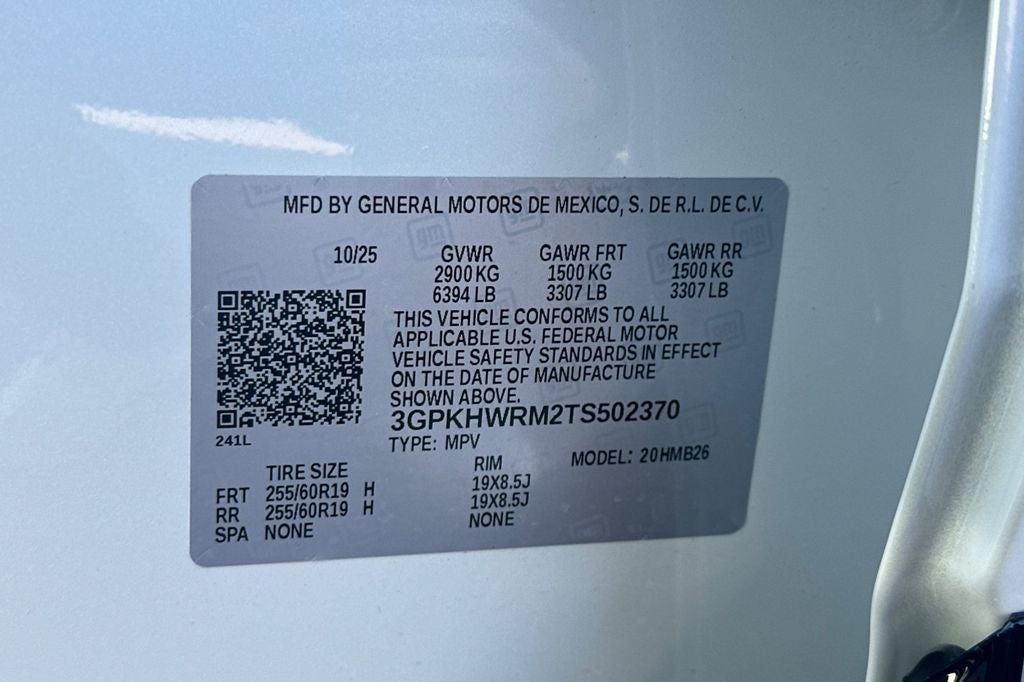 MFD BY GENERAL MOTORS DE MEXICO, S. DE R.L. DE C.V.
10/25 GVWR GAWR FRT GAWR RR
2900 KG 1500 KG 1500 KG
6394 LB 3307 LB 3307 LB
THIS VEHICLE CONFORMS TO ALL
APPLICABLE U.S. FEDERAL MOTOR
VEHICLE SAFETY STANDARDS IN EFFECT
ON THE DATE OF MANUFACTURE
SHOWN ABOVE.
3GPKHWRM2TS502370
241L
TYPE: MPV MODEL: 20HMB26
TIRE SIZE RIM
FRT 255/60R19 H 19X8.5J
RR 255/60R19 H 19X8.5J
SPA NONE NONE